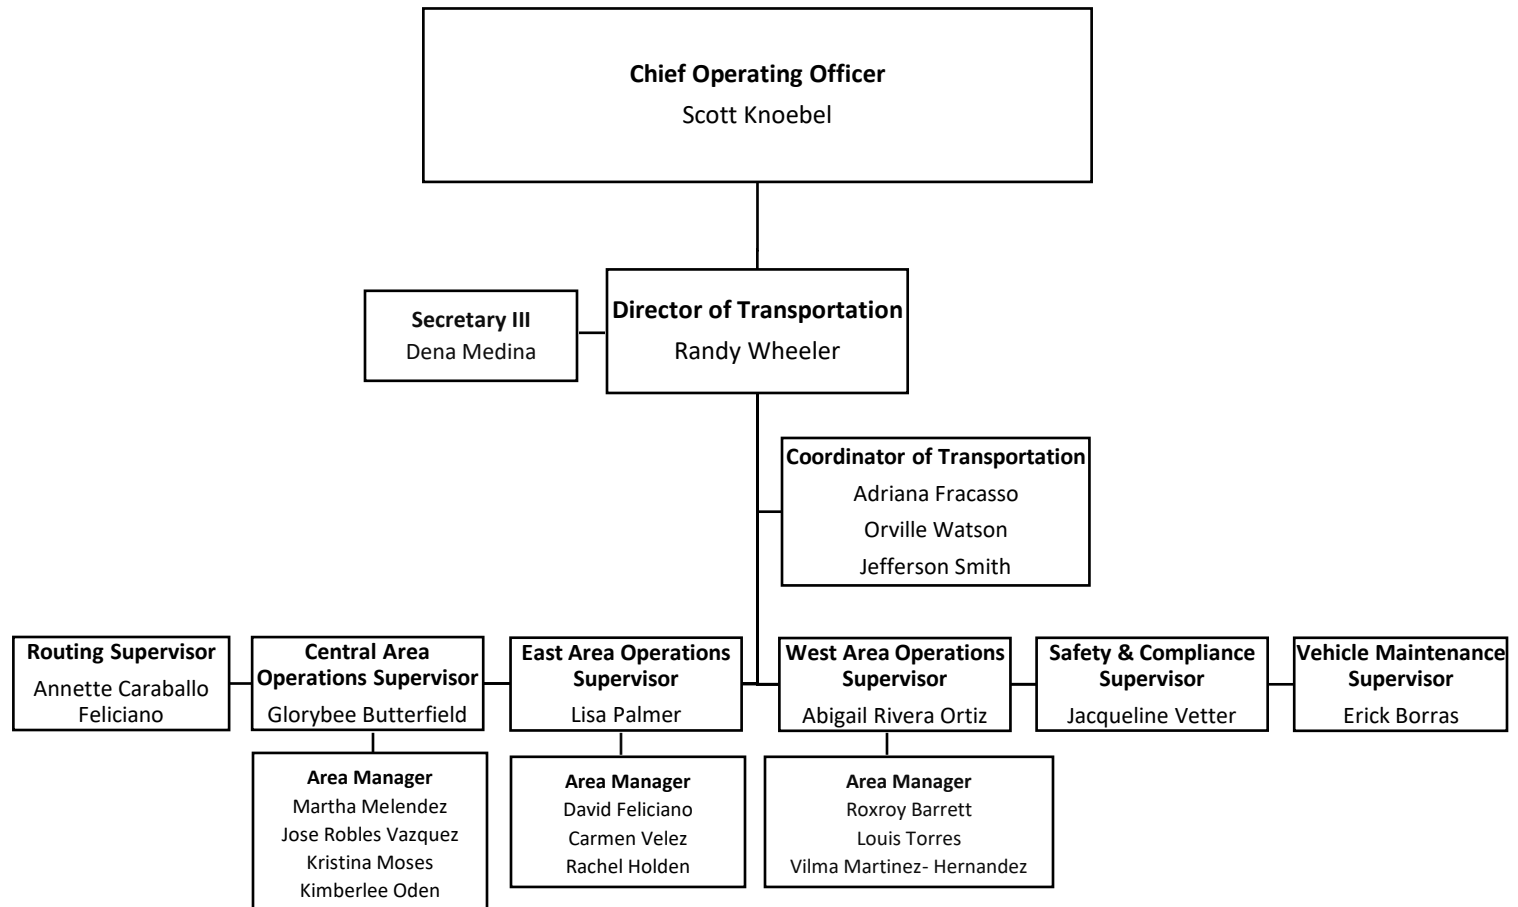 Chief Operating Officer
Scott Knoebel
Secretary III
Dena Medina
Director of Transportation
Randy Wheeler
Coordinator of Transportation
Adriana Fracasso
Orville Watson
Jefferson Smith
Routing Supervisor
Annette Caraballo
Feliciano
Central Area
Operations Supervisor
Glorybee Butterfield
East Area Operations
Supervisor
Lisa Palmer
West Area Operations
Supervisor
Abigail Rivera Ortiz
Safety & Compliance
Supervisor
Jacqueline Vetter
Vehicle Maintenance
Supervisor
Erick Borras
Area Manager
Martha Melendez
Jose Robles Vazquez
Kristina Moses
Kimberlee Oden
Area Manager
David Feliciano
Carmen Velez
Rachel Holden
Area Manager
Roxroy Barrett
Louis Torres
Vilma Martinez- Hernandez